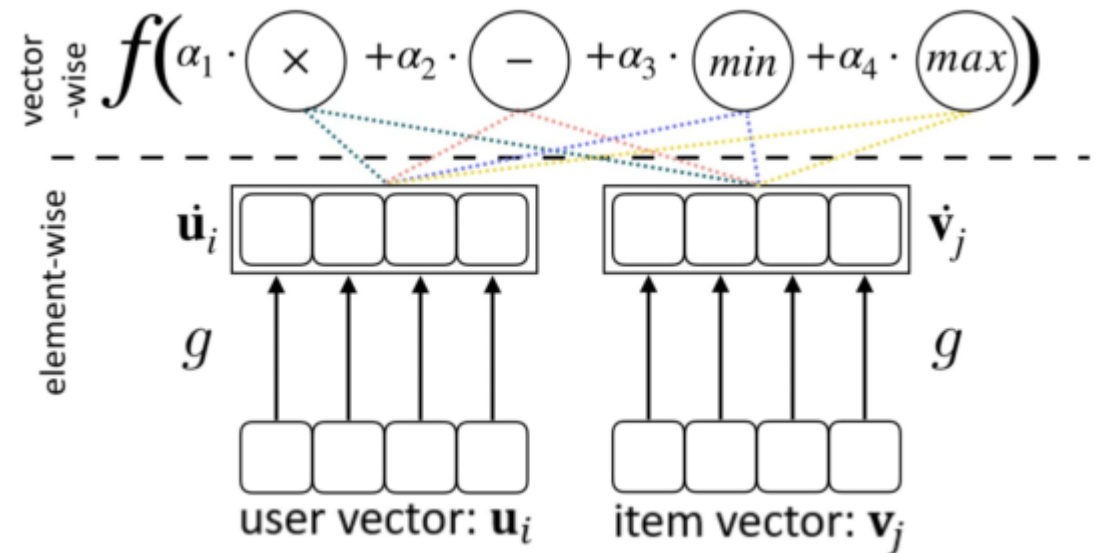 vector
-wise
f(α₁ · × +α₂ · − +α₃ · min +α₄ · max)
element-wise
u̇ᵢ v̇ⱼ
g g
user vector: uᵢ item vector: vⱼ